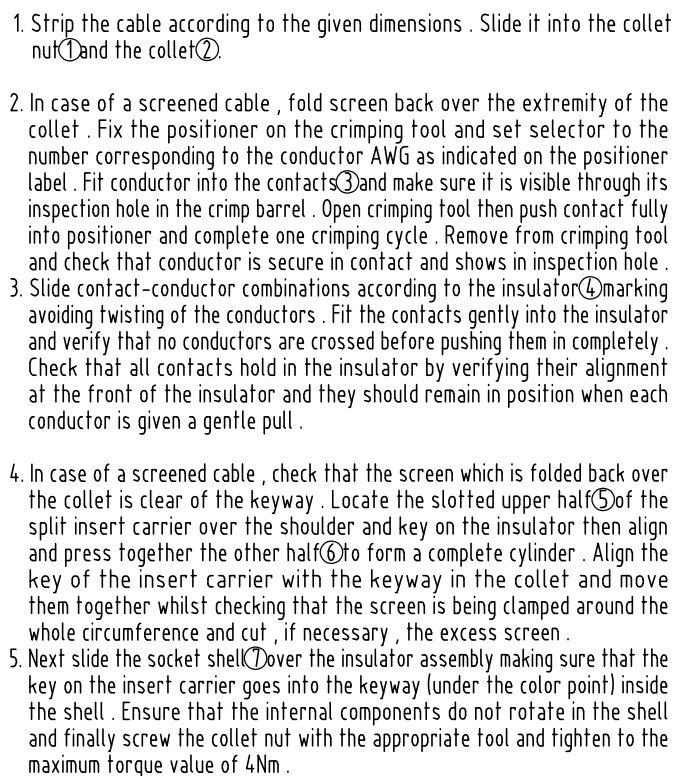 1. Strip the cable according to the given dimensions . Slide it into the collet
nut①and the collet②.
2. In case of a screened cable , fold screen back over the extremity of the
collet . Fix the positioner on the crimping tool and set selector to the
number corresponding to the conductor AWG as indicated on the positioner
label . Fit conductor into the contacts③and make sure it is visible through its
inspection hole in the crimp barrel . Open crimping tool then push contact fully
into positioner and complete one crimping cycle . Remove from crimping tool
and check that conductor is secure in contact and shows in inspection hole .
3. Slide contact-conductor combinations according to the insulator④marking
avoiding twisting of the conductors . Fit the contacts gently into the insulator
and verify that no conductors are crossed before pushing them in completely .
Check that all contacts hold in the insulator by verifying their alignment
at the front of the insulator and they should remain in position when each
conductor is given a gentle pull .
4. In case of a screened cable , check that the screen which is folded back over
the collet is clear of the keyway . Locate the slotted upper half⑤of the
split insert carrier over the shoulder and key on the insulator then align
and press together the other half⑥to form a complete cylinder . Align the
key of the insert carrier with the keyway in the collet and move
them together whilst checking that the screen is being clamped around the
whole circumference and cut , if necessary , the excess screen .
5. Next slide the socket shell⑦over the insulator assembly making sure that the
key on the insert carrier goes into the keyway (under the color point) inside
the shell . Ensure that the internal components do not rotate in the shell
and finally screw the collet nut with the appropriate tool and tighten to the
maximum torque value of 4Nm .